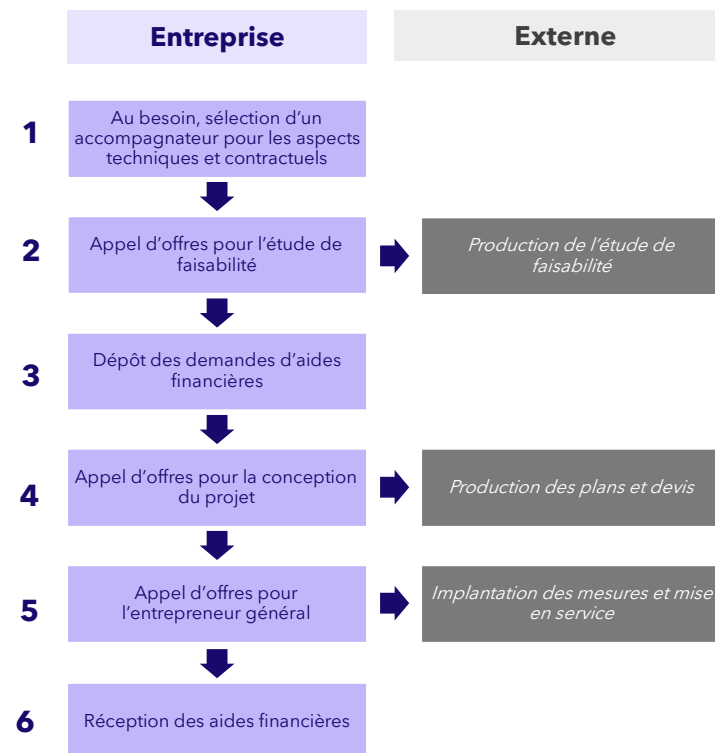 Entreprise
Externe
1
Au besoin, sélection d’un
accompagnateur pour les aspects
techniques et contractuels
2
Appel d’offres pour l’étude de
faisabilité
Production de l’étude de
faisabilité
3
Dépôt des demandes d’aides
financières
4
Appel d’offres pour la conception
du projet
Production des plans et devis
5
Appel d’offres pour
l’entrepreneur général
Implantation des mesures et mise
en service
6
Réception des aides financières